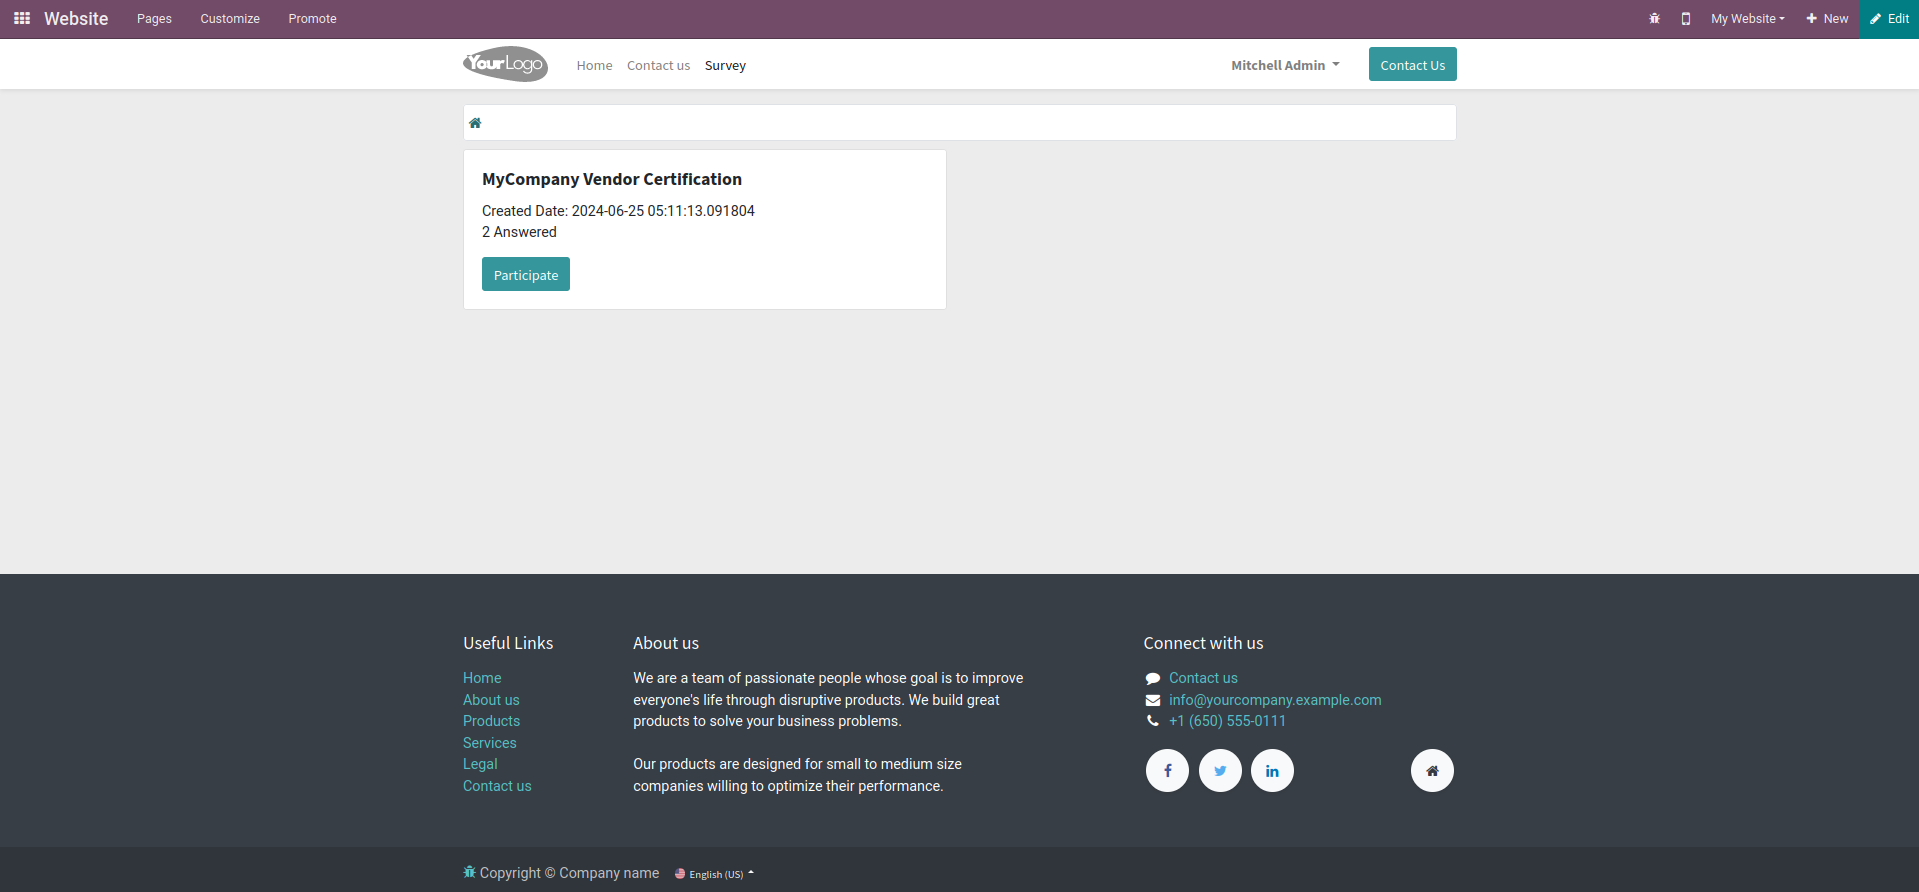 Website Pages Customize Promote My Website New Edit
YourLogo Home Contact us Survey Mitchell Admin Contact Us
MyCompany Vendor Certification
Created Date: 2024-06-25 05:11:13.091804
2 Answered
Participate
Useful Links
Home
About us
Products
Services
Legal
Contact us
About us
We are a team of passionate people whose goal is to improve
everyone's life through disruptive products. We build great
products to solve your business problems.
Our products are designed for small to medium size
companies willing to optimize their performance.
Connect with us
Contact us
info@yourcompany.example.com
+1 (650) 555-0111
Copyright © Company name English (US)